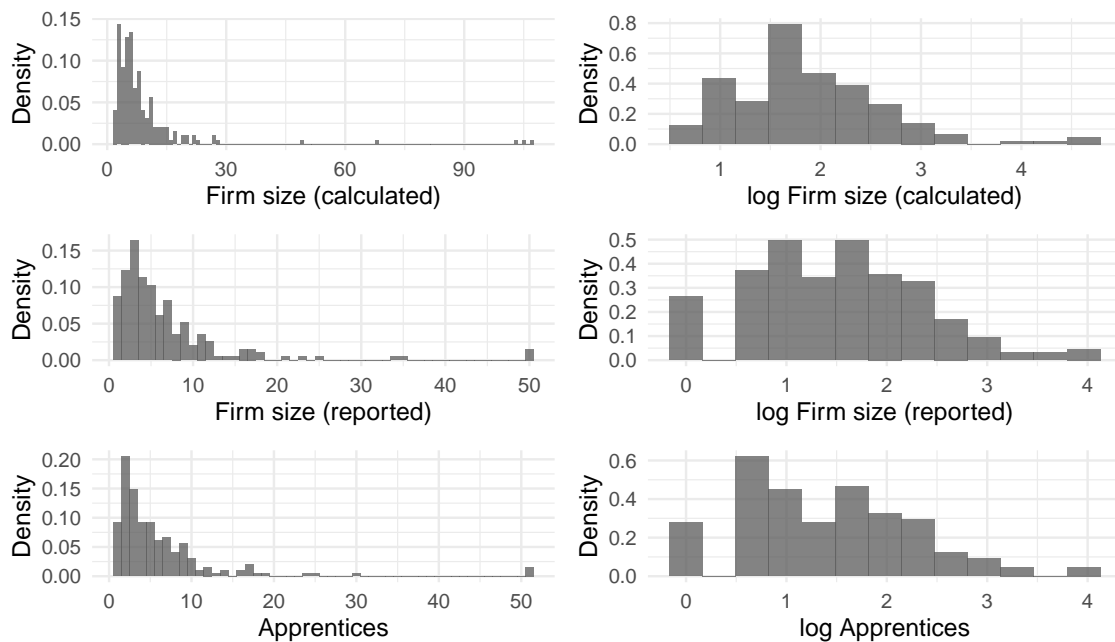 0.15
0.10
0.05
0.00
Density
0 30 60 90
Firm size (calculated)
0.8
0.6
0.4
0.2
0.0
Density
1 2 3 4
log Firm size (calculated)
0.15
0.10
0.05
0.00
Density
0 10 20 30 40 50
Firm size (reported)
0.5
0.4
0.3
0.2
0.1
0.0
Density
0 1 2 3 4
log Firm size (reported)
0.20
0.15
0.10
0.05
0.00
Density
0 10 20 30 40 50
Apprentices
0.6
0.4
0.2
0.0
Density
0 1 2 3 4
log Apprentices